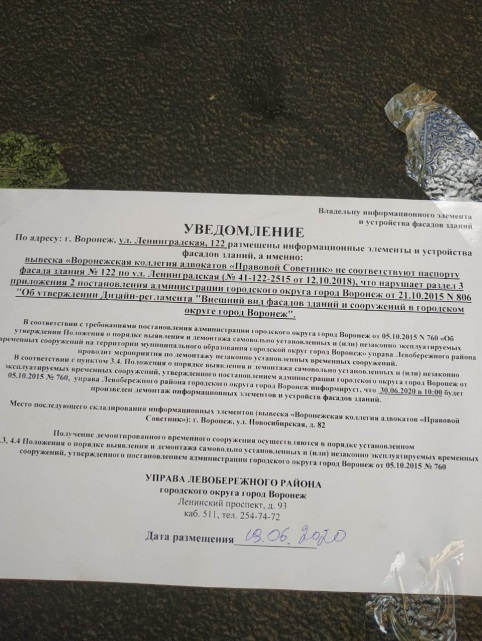 Владельцу информационного элемента
и устройства фасадов зданий
УВЕДОМЛЕНИЕ
По адресу: г. Воронеж, ул. Ленинградская, 122 размещены информационные элементы и устройства
фасадов зданий, а именно:
вывеска «Воронежская коллегия адвокатов «Правовой Советник» не соответствуют паспорту
фасада здания № 122 по ул. Ленинградская (№ 41-122-2515 от 12.10.2018), что нарушает раздел 3
приложения 2 постановления администрации городского округа город Воронеж от 21.10.2015 N 806
"Об утверждении Дизайн-регламента "Внешний вид фасадов зданий и сооружений в городском
округе город Воронеж".
В соответствии с требованиями постановления администрации городского округа город Воронеж от 05.10.2015 N 760 «Об
утверждении Положения о порядке выявления и демонтажа самовольно установленных и (или) незаконно эксплуатируемых
временных сооружений на территории муниципального образования городской округ город Воронеж» управа Левобережного района
проводит мероприятия по демонтажу незаконно установленных временных сооружений.
В соответствии с пунктом 3.4. Положения о порядке выявления и демонтажа самовольно установленных и (или) незаконно
эксплуатируемых временных сооружений, утвержденного постановлением администрации городского округа город Воронеж от
05.10.2015 № 760, управа Левобережного района городского округа город Воронеж информирует, что 30.06.2020 в 10:00 будет
произведен демонтаж информационных элементов и устройств фасадов зданий.
Место последующего складирования информационных элементов (вывеска «Воронежская коллегия адвокатов «Правовой
Советник»): г. Воронеж, ул. Новосибирская, д. 82
Получение демонтированного временного сооружения осуществляются в порядке установленном
.3, 4.4 Положения о порядке выявления и демонтажа самовольно установленных и (или) незаконно эксплуатируемых временных
сооружений, утвержденного постановлением администрации городского округа город Воронеж от 05.10.2015 № 760
УПРАВА ЛЕВОБЕРЕЖНОГО РАЙОНА
городского округа город Воронеж
Ленинский проспект, д. 93
каб. 511, тел. 254-74-72
Дата размещения 19.06.2020